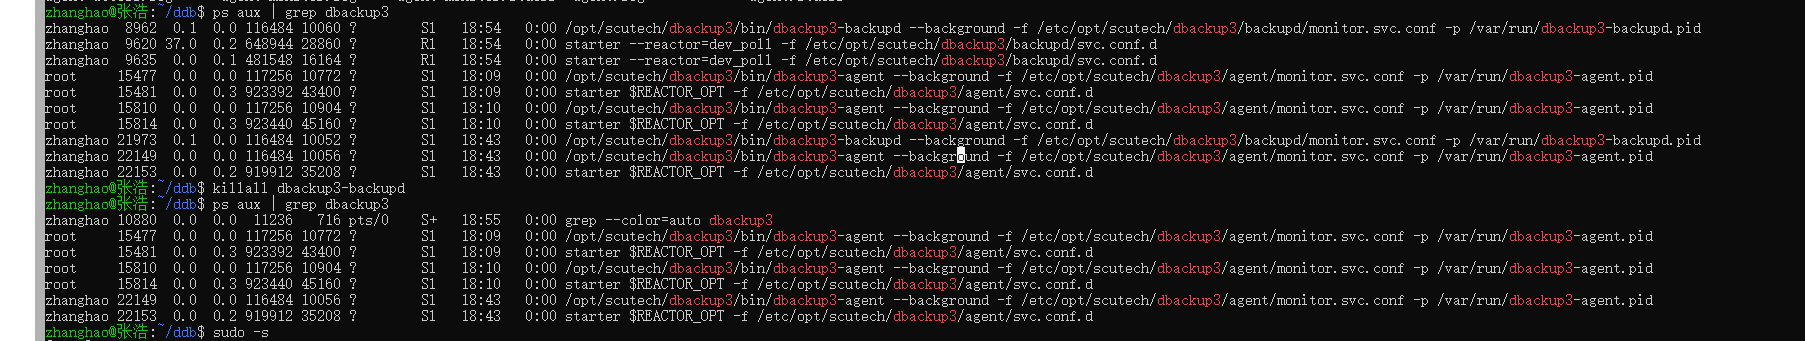 zhanghao@张浩:~/ddb$ ps aux | grep dbackup3
zhanghao  8962  0.1  0.0 116484 10060 ?        Sl   18:54   0:00 /opt/scutech/dbackup3/bin/dbackup3-backupd --background -f /etc/opt/scutech/dbackup3/backupd/monitor.svc.conf -p /var/run/dbackup3-backupd.pid
zhanghao  9620 37.0  0.2 648944 28860 ?        Rl   18:54   0:00 starter --reactor=dev_poll -f /etc/opt/scutech/dbackup3/backupd/svc.conf.d
zhanghao  9635  0.0  0.1 481548 16164 ?        Rl   18:54   0:00 starter --reactor=dev_poll -f /etc/opt/scutech/dbackup3/backupd/svc.conf.d
root     15477  0.0  0.0 117256 10772 ?        Sl   18:09   0:00 /opt/scutech/dbackup3/bin/dbackup3-agent --background -f /etc/opt/scutech/dbackup3/agent/monitor.svc.conf -p /var/run/dbackup3-agent.pid
root     15481  0.0  0.3 923392 43400 ?        Sl   18:09   0:00 starter $REACTOR_OPT -f /etc/opt/scutech/dbackup3/agent/svc.conf.d
root     15810  0.0  0.0 117256 10904 ?        Sl   18:10   0:00 /opt/scutech/dbackup3/bin/dbackup3-agent --background -f /etc/opt/scutech/dbackup3/agent/monitor.svc.conf -p /var/run/dbackup3-agent.pid
root     15814  0.0  0.3 923440 45160 ?        Sl   18:10   0:00 starter $REACTOR_OPT -f /etc/opt/scutech/dbackup3/agent/svc.conf.d
zhanghao 21973  0.1  0.0 116484 10052 ?        Sl   18:43   0:00 /opt/scutech/dbackup3/bin/dbackup3-backupd --background -f /etc/opt/scutech/dbackup3/backupd/monitor.svc.conf -p /var/run/dbackup3-backupd.pid
zhanghao 22149  0.0  0.0 116484 10056 ?        Sl   18:43   0:00 /opt/scutech/dbackup3/bin/dbackup3-agent --background -f /etc/opt/scutech/dbackup3/agent/monitor.svc.conf -p /var/run/dbackup3-agent.pid
zhanghao 22153  0.0  0.2 919912 35208 ?        Sl   18:43   0:00 starter $REACTOR_OPT -f /etc/opt/scutech/dbackup3/agent/svc.conf.d
zhanghao@张浩:~/ddb$ killall dbackup3-backupd
zhanghao@张浩:~/ddb$ ps aux | grep dbackup3
zhanghao 10880  0.0  0.0  11236   716 pts/0    S+   18:55   0:00 grep --color=auto dbackup3
root     15477  0.0  0.0 117256 10772 ?        Sl   18:09   0:00 /opt/scutech/dbackup3/bin/dbackup3-agent --background -f /etc/opt/scutech/dbackup3/agent/monitor.svc.conf -p /var/run/dbackup3-agent.pid
root     15481  0.0  0.3 923392 43400 ?        Sl   18:09   0:00 starter $REACTOR_OPT -f /etc/opt/scutech/dbackup3/agent/svc.conf.d
root     15810  0.0  0.0 117256 10904 ?        Sl   18:10   0:00 /opt/scutech/dbackup3/bin/dbackup3-agent --background -f /etc/opt/scutech/dbackup3/agent/monitor.svc.conf -p /var/run/dbackup3-agent.pid
root     15814  0.0  0.3 923440 45160 ?        Sl   18:10   0:00 starter $REACTOR_OPT -f /etc/opt/scutech/dbackup3/agent/svc.conf.d
zhanghao 22149  0.0  0.0 116484 10056 ?        Sl   18:43   0:00 /opt/scutech/dbackup3/bin/dbackup3-agent --background -f /etc/opt/scutech/dbackup3/agent/monitor.svc.conf -p /var/run/dbackup3-agent.pid
zhanghao 22153  0.0  0.2 919912 35208 ?        Sl   18:43   0:00 starter $REACTOR_OPT -f /etc/opt/scutech/dbackup3/agent/svc.conf.d
zhanghao@张浩:~/ddb$ sudo -s